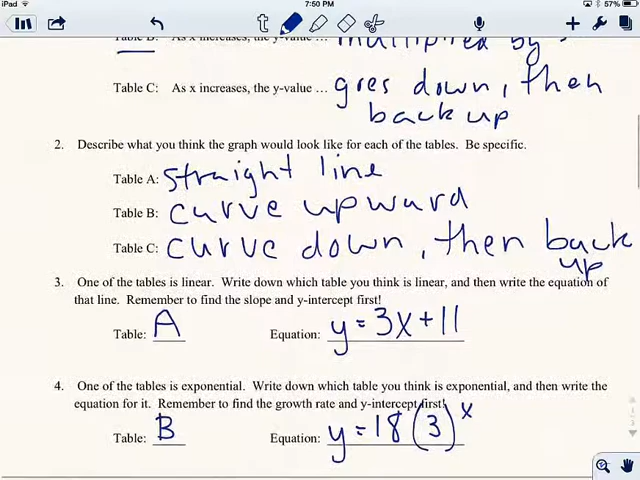 iPad 7:50 PM 57%
t
Table B: As x increases, the y-value ... multiplied by
Table C: As x increases, the y-value ... goes down, then
back up
2. Describe what you think the graph would look like for each of the tables. Be specific.
Table A: straight line
Table B: curve upward
Table C: curve down, then back
up
3. One of the tables is linear. Write down which table you think is linear, and then write the equation of
that line. Remember to find the slope and y-intercept first!
Table: A Equation: y = 3x + 11
4. One of the tables is exponential. Write down which table you think is exponential, and then write the
equation for it. Remember to find the growth rate and y-intercept first!
Table: B Equation: y = 18(3)^x